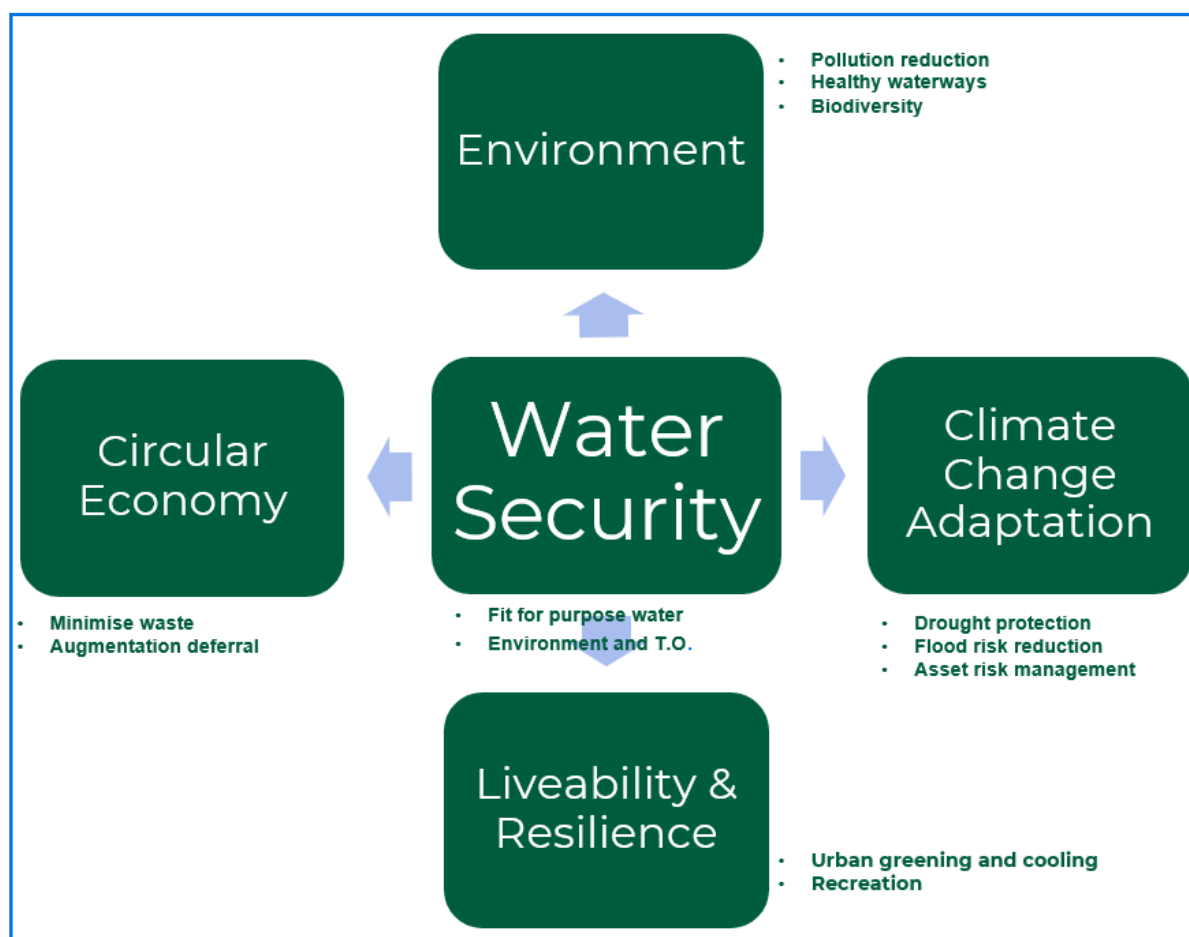 Environment
• Pollution reduction
• Healthy waterways
• Biodiversity
Circular
Economy
• Minimise waste
• Augmentation deferral
Water
Security
• Fit for purpose water
• Environment and T.O.
Climate
Change
Adaptation
• Drought protection
• Flood risk reduction
• Asset risk management
Liveability &
Resilience
• Urban greening and cooling
• Recreation